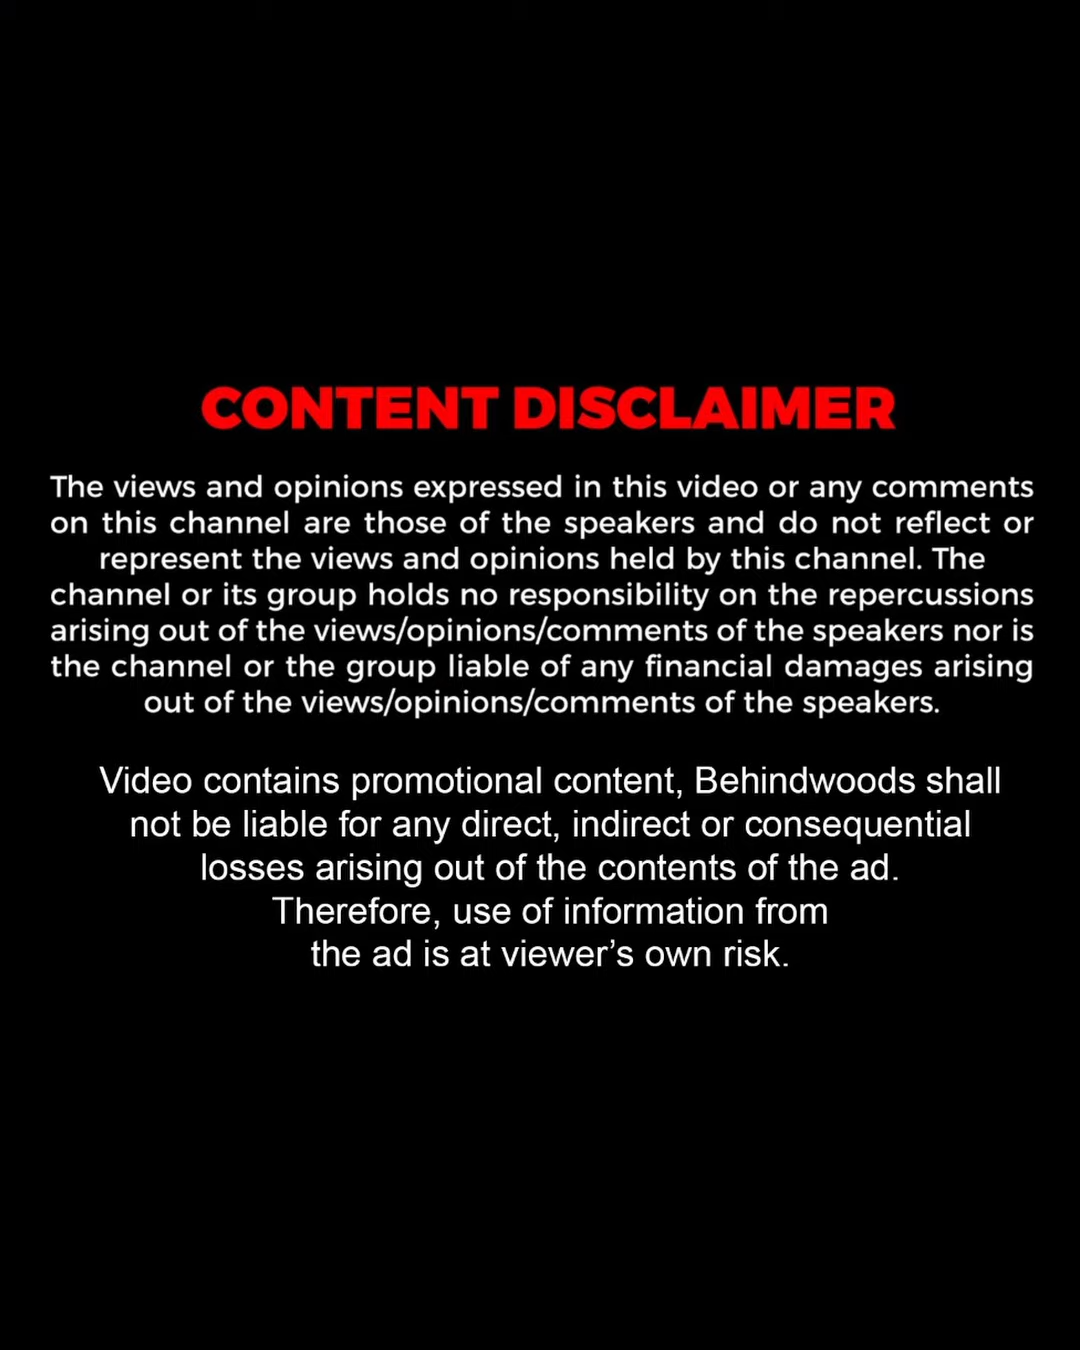 CONTENT DISCLAIMER
The views and opinions expressed in this video or any comments
on this channel are those of the speakers and do not reflect or
represent the views and opinions held by this channel. The
channel or its group holds no responsibility on the repercussions
arising out of the views/opinions/comments of the speakers nor is
the channel or the group liable of any financial damages arising
out of the views/opinions/comments of the speakers.
Video contains promotional content, Behindwoods shall
not be liable for any direct, indirect or consequential
losses arising out of the contents of the ad.
Therefore, use of information from
the ad is at viewer’s own risk.